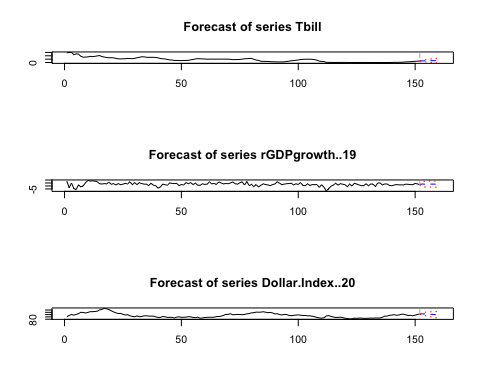 Forecast of series Tbill
0
0 50 100 150
Forecast of series rGDPgrowth..19
-5
0 50 100 150
Forecast of series Dollar.Index..20
80
0 50 100 150